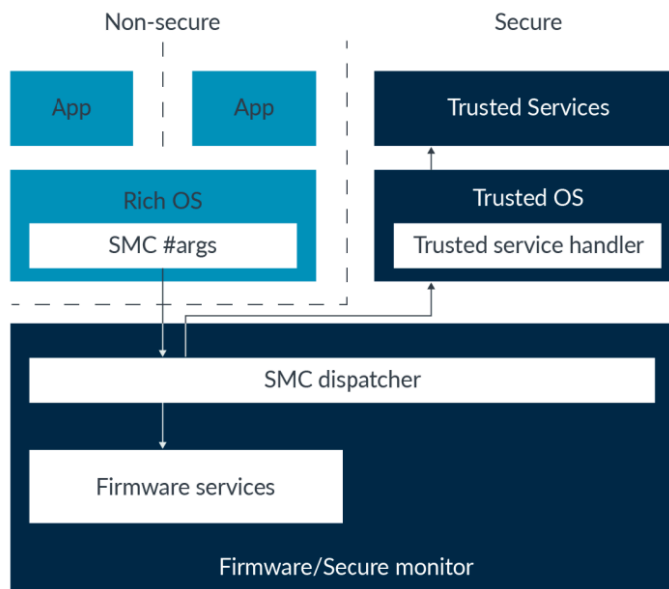 Non-secure
Secure
App
App
Trusted Services
Rich OS
SMC #args
Trusted OS
Trusted service handler
SMC dispatcher
Firmware services
Firmware/Secure monitor